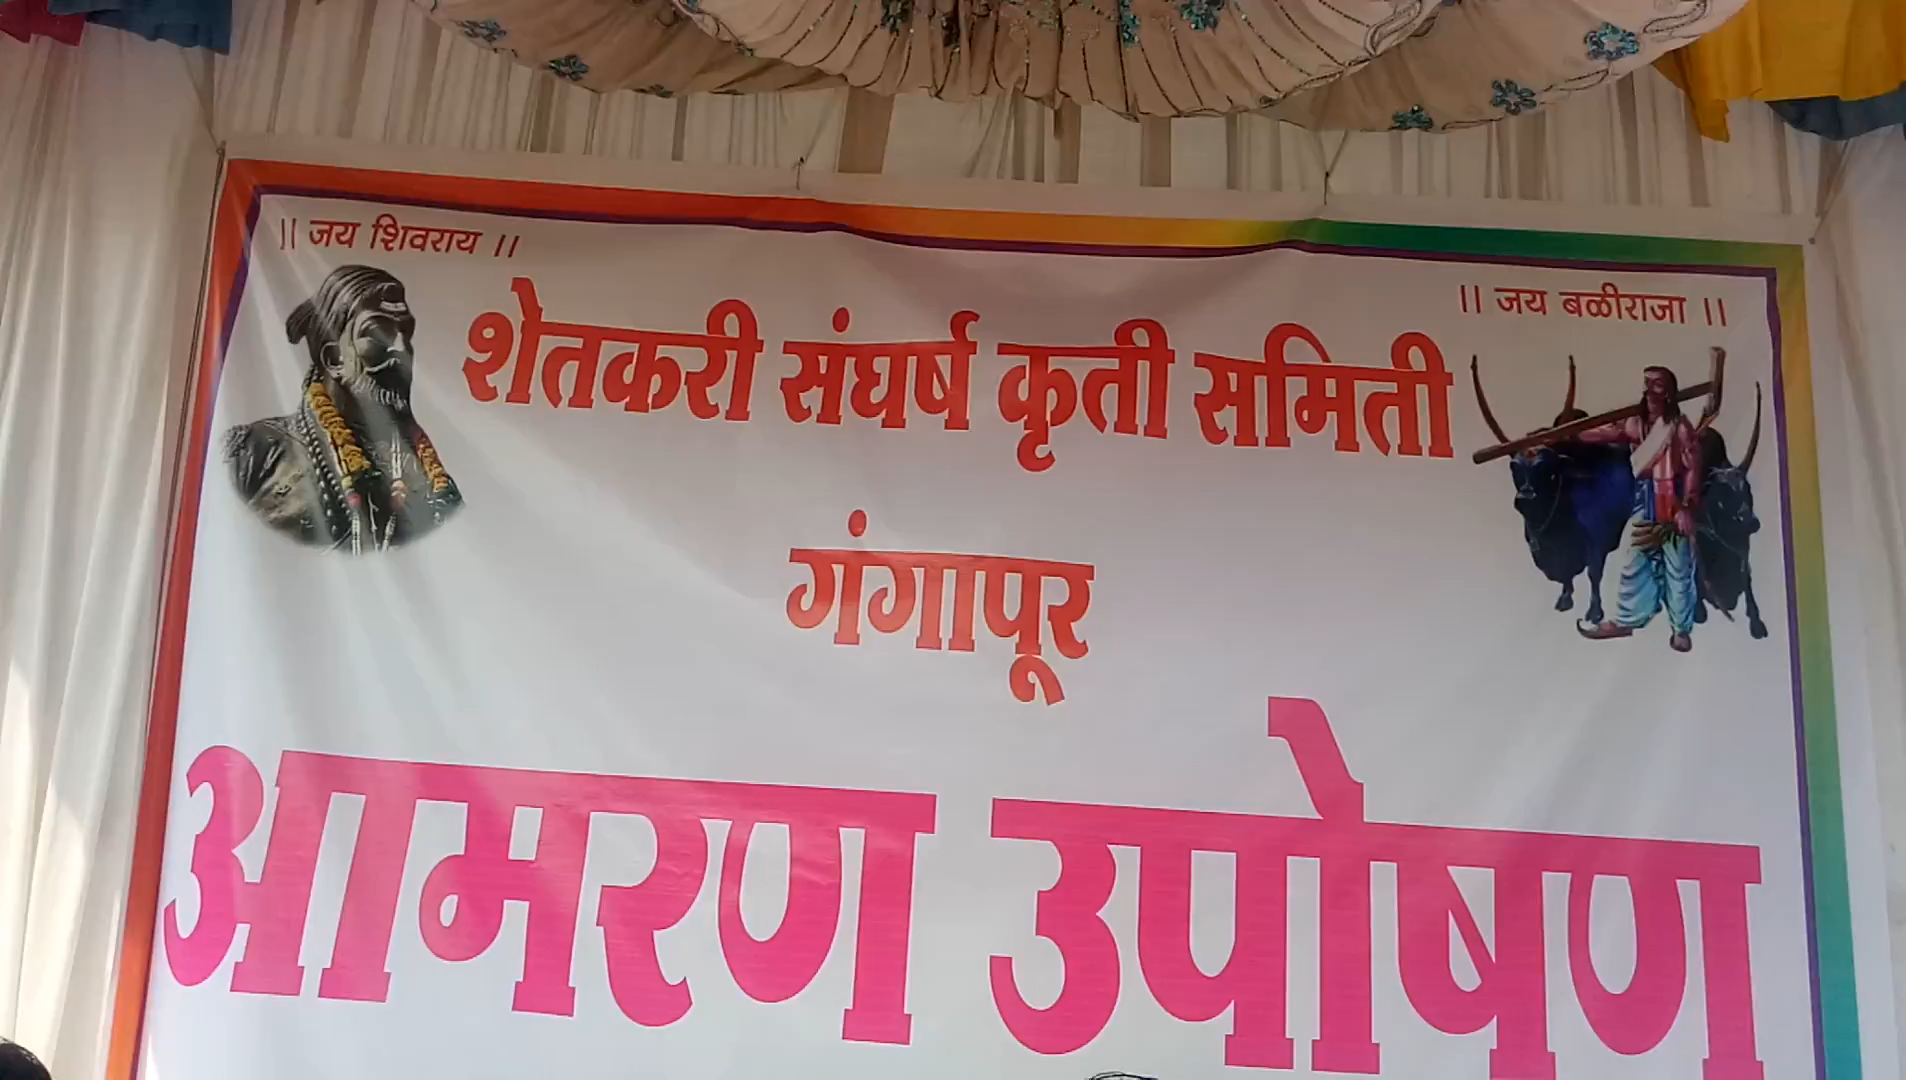 || जय शिवराय ||
|| जय बळीराजा ||
शेतकरी संघर्ष कृती समिती
गंगापूर
आमरण उपोषण